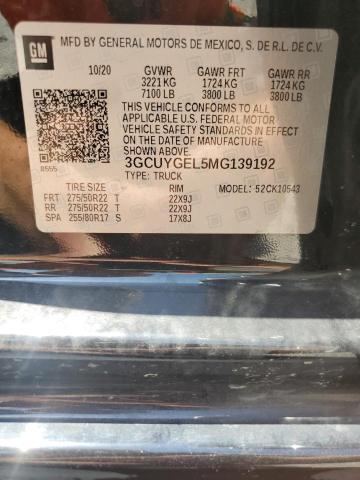 GM
MFD BY GENERAL MOTORS DE MEXICO, S. DE R.L. DE C.V.
10/20 GVWR GAWR FRT GAWR RR
3221 KG 1724 KG 1724 KG
7100 LB 3800 LB 3800 LB
THIS VEHICLE CONFORMS TO ALL
APPLICABLE U.S. FEDERAL MOTOR
VEHICLE SAFETY STANDARDS IN EFFECT
ON THE DATE OF MANUFACTURE
SHOWN ABOVE.
3GCUYGEL5MG139192
8555 TYPE: TRUCK
TIRE SIZE RIM MODEL: 52CK10543
FRT 275/50R22 T 22X9J
RR 275/50R22 T 22X9J
SPA 255/80R17 S 17X8J